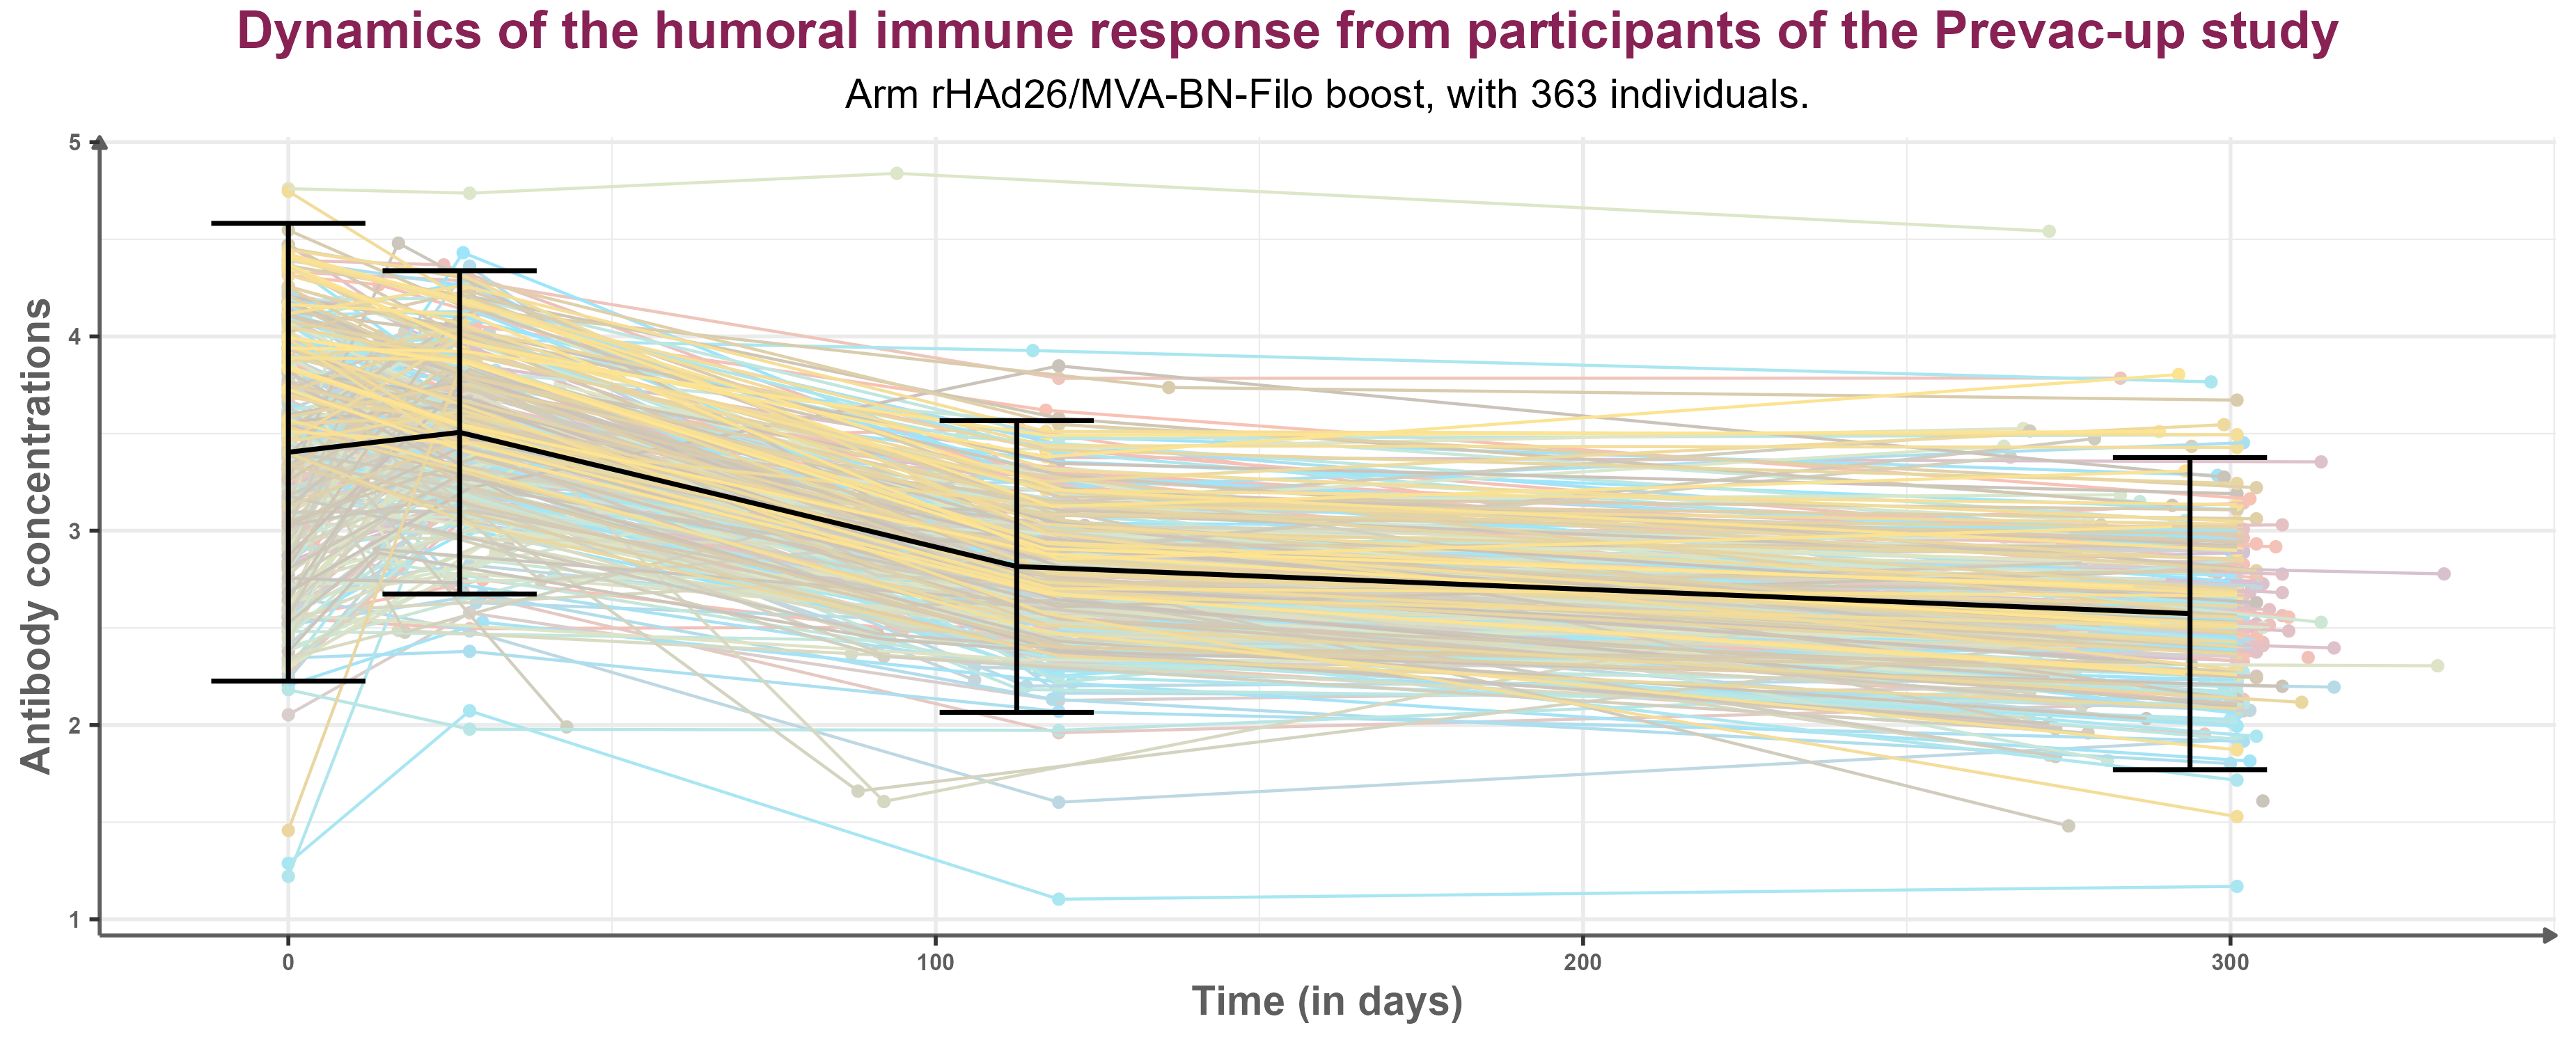 Dynamics of the humoral immune response from participants of the Prevac-up study
Arm rHAd26/MVA-BN-Filo boost, with 363 individuals.
Antibody concentrations
5
4
3
2
1
0
100
200
300
Time (in days)